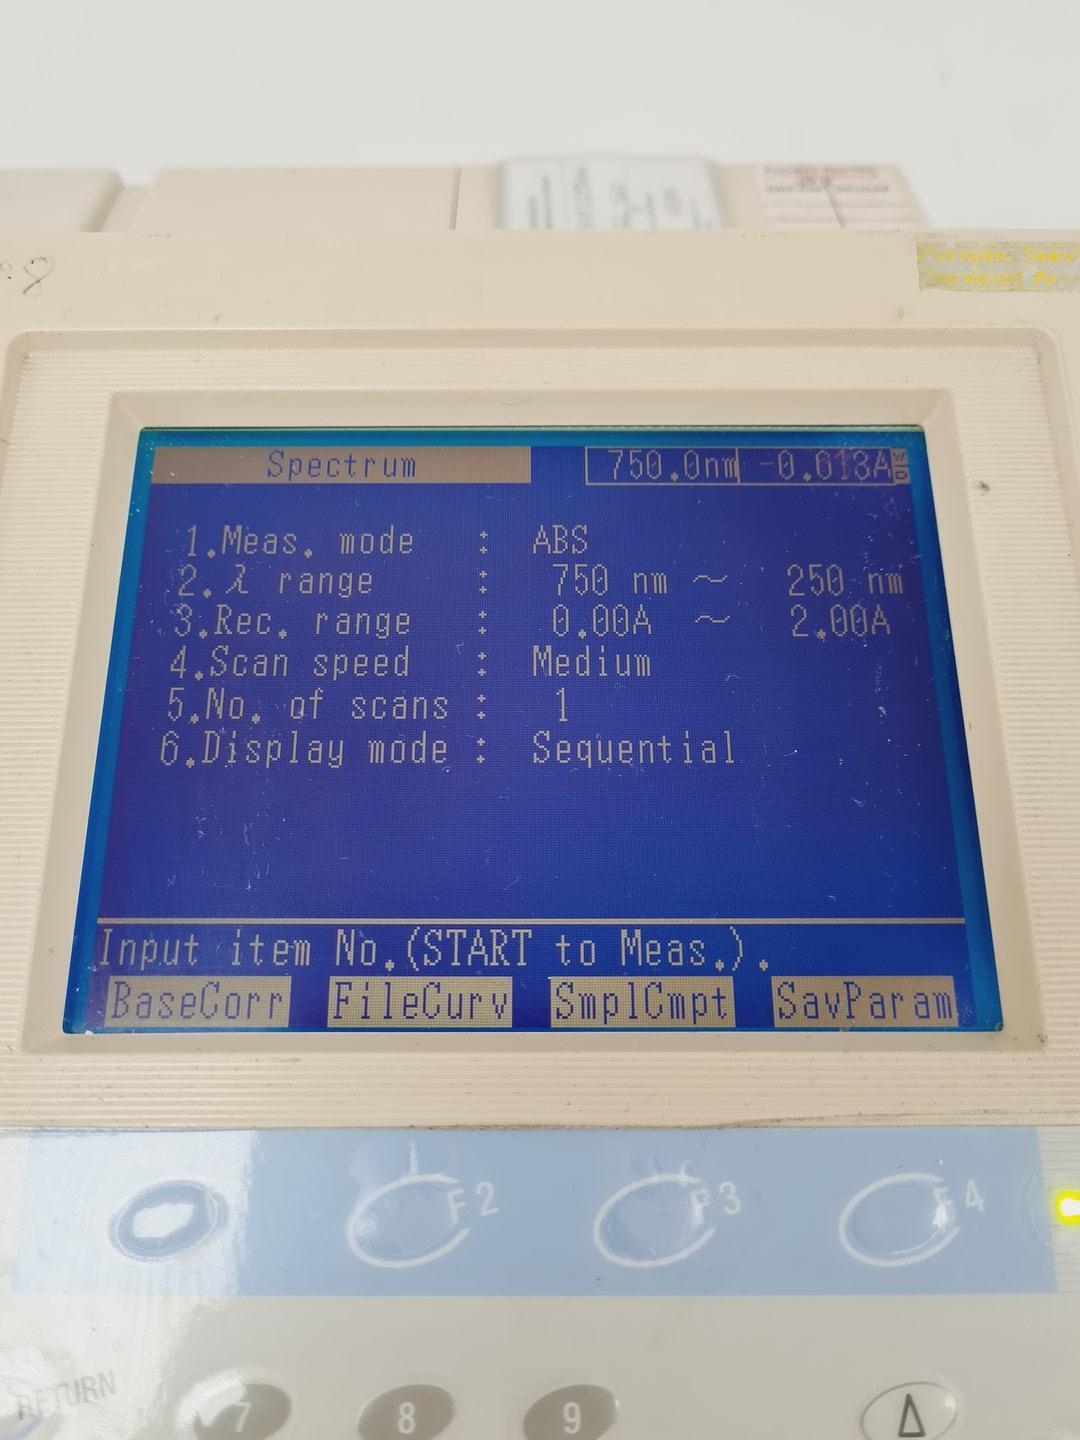 8
Spectrum 750.0nm -0.013A
1.Meas. mode : ABS
2.λ range : 750 nm ~ 250 nm
3.Rec. range : 0.00A ~ 2.00A
4.Scan speed : Medium
5.No. of scans : 1
6.Display mode : Sequential
Input item No.(START to Meas.).
BaseCorr FileCurv SmplCmpt SavParam
F2 F3 F4
RETURN 7 8 9 Δ